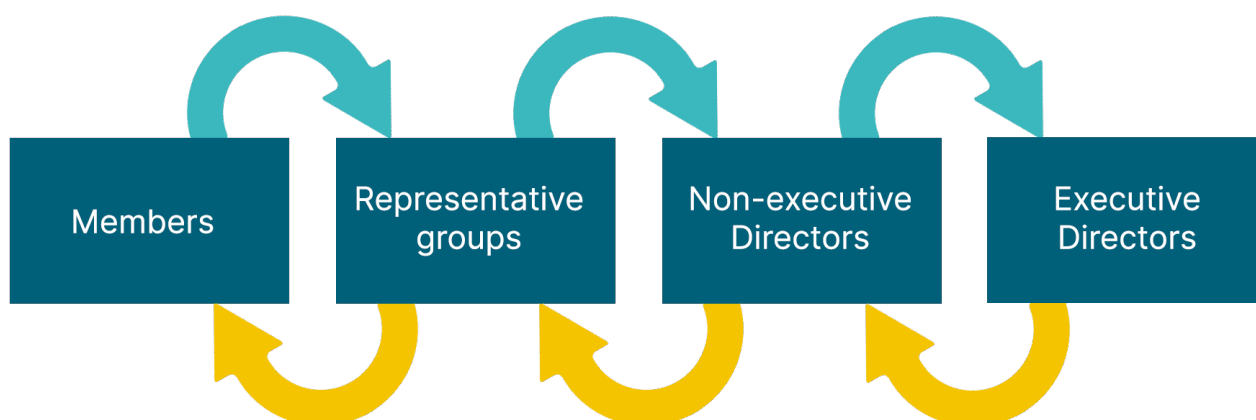 Members
Representative
groups
Non-executive
Directors
Executive
Directors